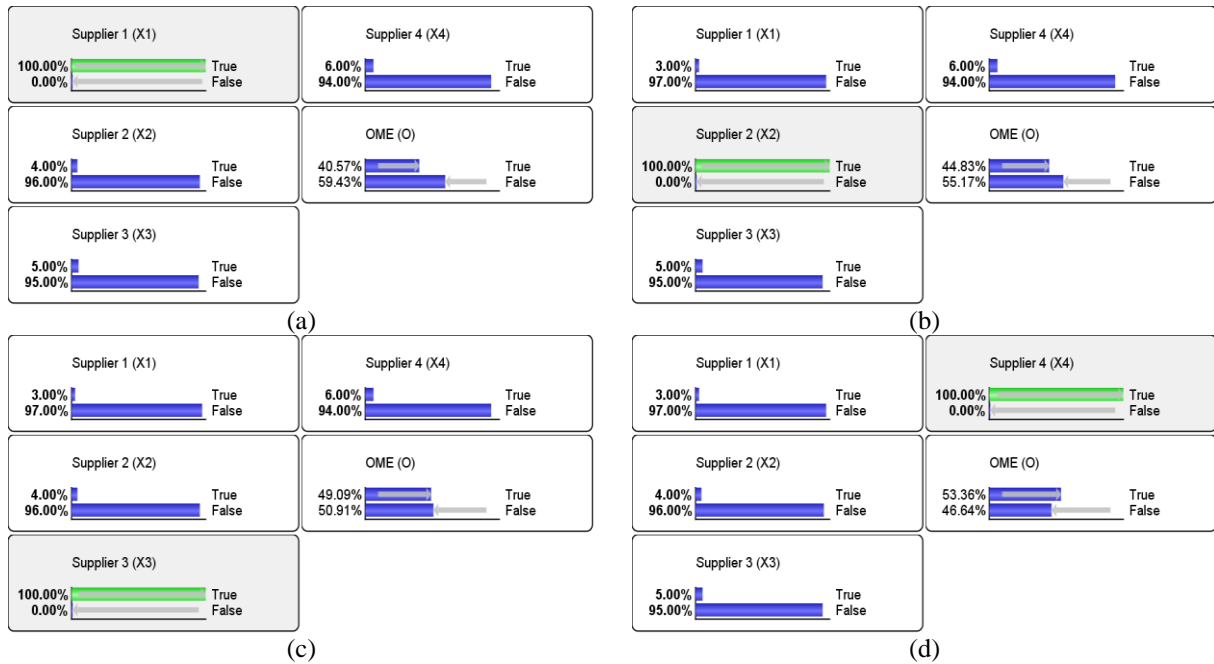 Supplier 1 (X1)
100.00% True
0.00% False
Supplier 4 (X4)
6.00% True
94.00% False
Supplier 2 (X2)
4.00% True
96.00% False
OME (O)
40.57% True
59.43% False
Supplier 3 (X3)
5.00% True
95.00% False
(a)
Supplier 1 (X1)
3.00% True
97.00% False
Supplier 4 (X4)
6.00% True
94.00% False
Supplier 2 (X2)
100.00% True
0.00% False
OME (O)
44.83% True
55.17% False
Supplier 3 (X3)
5.00% True
95.00% False
(b)
Supplier 1 (X1)
3.00% True
97.00% False
Supplier 4 (X4)
6.00% True
94.00% False
Supplier 2 (X2)
4.00% True
96.00% False
OME (O)
49.09% True
50.91% False
Supplier 3 (X3)
100.00% True
0.00% False
(c)
Supplier 1 (X1)
3.00% True
97.00% False
Supplier 4 (X4)
100.00% True
0.00% False
Supplier 2 (X2)
4.00% True
96.00% False
OME (O)
53.36% True
46.64% False
Supplier 3 (X3)
5.00% True
95.00% False
(d)